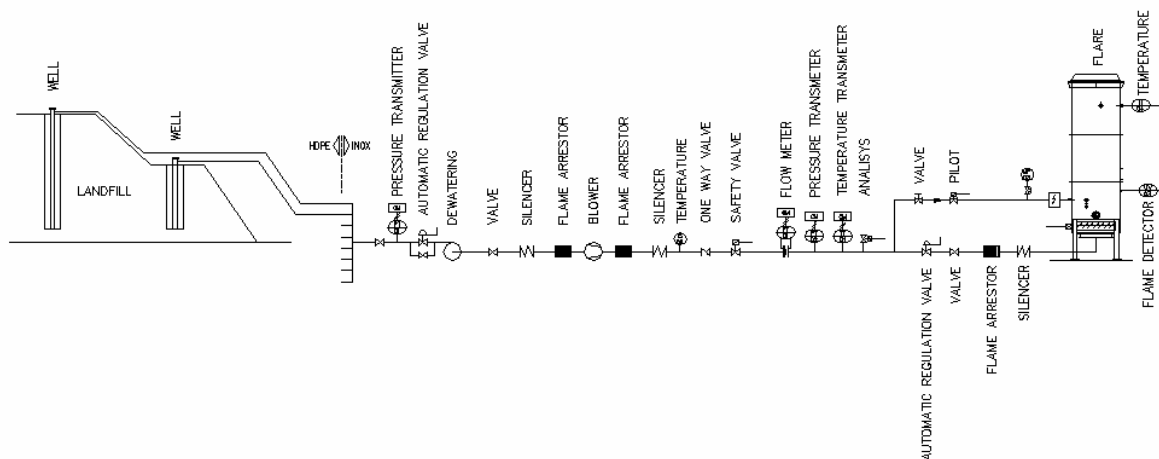 WELL
WELL
LANDFILL
HDPE
INOX
PRESSURE TRANSMITTER
AUTOMATIC REGULATION VALVE
DEWATERING
VALVE
SILENCER
FLAME ARRESTOR
BLOWER
FLAME ARRESTOR
SILENCER
TEMPERATURE
ONE WAY VALVE
SAFETY VALVE
FLOW METER
PRESSURE TRANSMETER
TEMPERATURE TRANSMETER
ANALISYS
VALVE
PILOT
FLARE
TEMPERATURE
FLAME DETECTOR
AUTOMATIC REGULATION VALVE
VALVE
FLAME ARRESTOR
SILENCER